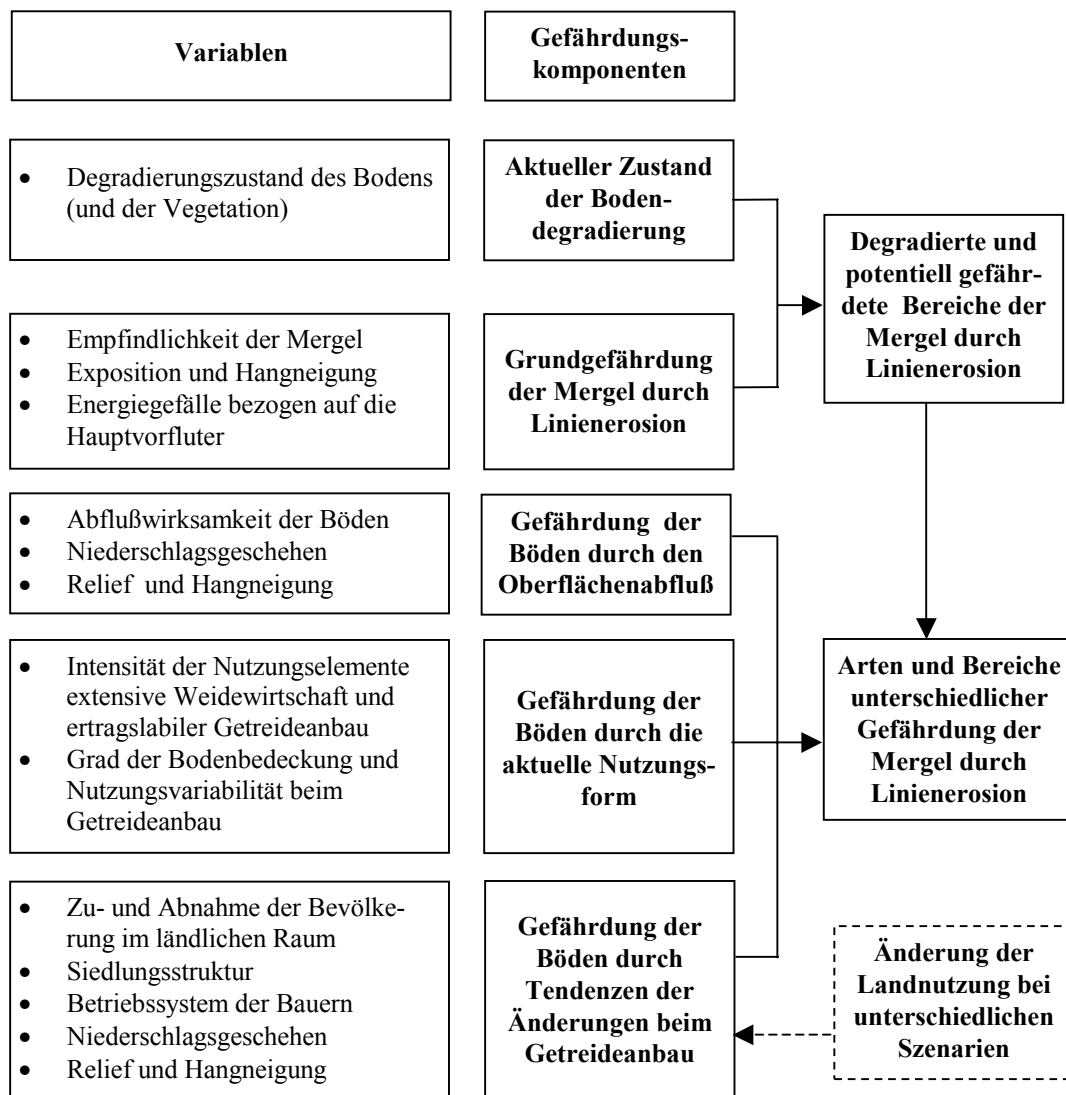 Variablen
Gefährdungs-
komponenten
• Degradierungszustand des Bodens
(und der Vegetation)
Aktueller Zustand
der Boden-
degradierung
Degradierte und
potentiell gefähr-
dete Bereiche der
Mergel durch
Linienerosion
• Empfindlichkeit der Mergel
• Exposition und Hangneigung
• Energiegefälle bezogen auf die
Hauptvorfluter
Grundgefährdung
der Mergel durch
Linienerosion
• Abflußwirksamkeit der Böden
• Niederschlagsgeschehen
• Relief und Hangneigung
Gefährdung der
Böden durch den
Oberflächenabfluß
• Intensität der Nutzungselemente
extensive Weidewirtschaft und
ertragslabiler Getreideanbau
• Grad der Bodenbedeckung und
Nutzungsvariabilität beim
Getreideanbau
Gefährdung der
Böden durch die
aktuelle Nutzungs-
form
Arten und Bereiche
unterschiedlicher
Gefährdung der
Mergel durch
Linienerosion
• Zu- und Abnahme der Bevölke-
rung im ländlichen Raum
• Siedlungsstruktur
• Betriebssystem der Bauern
• Niederschlagsgeschehen
• Relief und Hangneigung
Gefährdung der
Böden durch
Tendenzen der
Änderungen beim
Getreideanbau
Änderung der
Landnutzung bei
unterschiedlichen
Szenarien